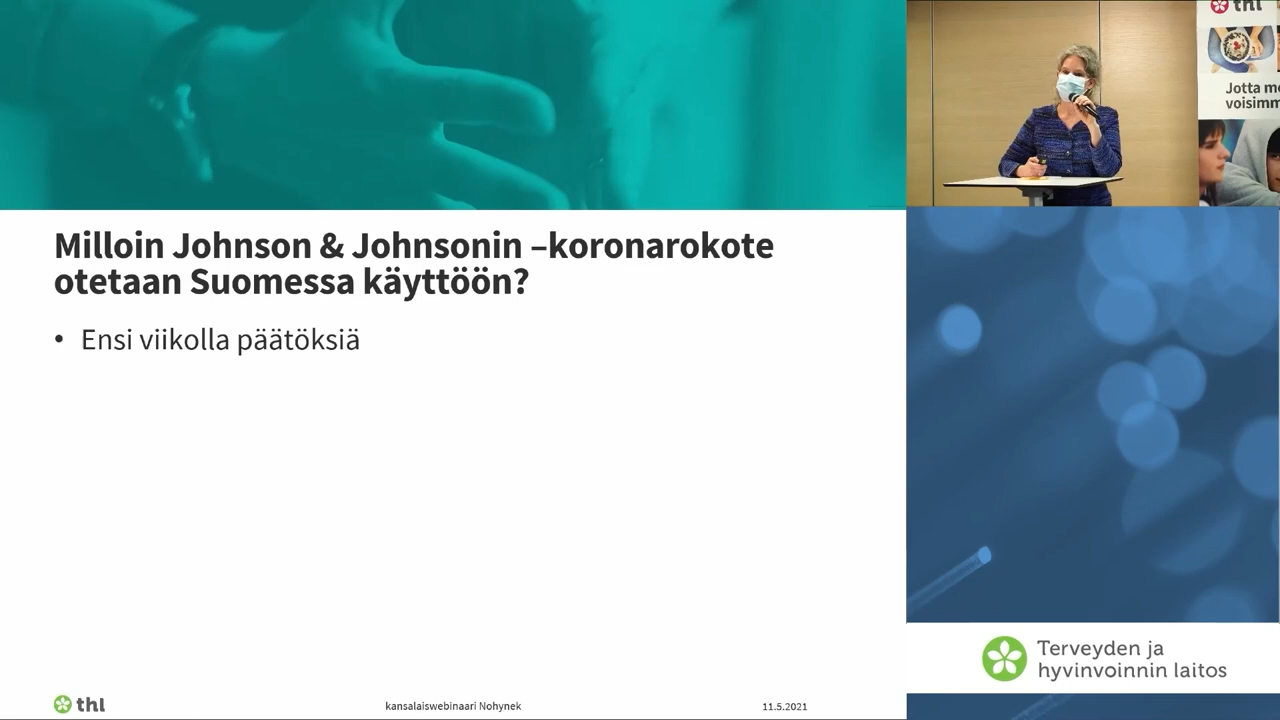 Milloin Johnson & Johnsonin –koronarokote
otetaan Suomessa käyttöön?
• Ensi viikolla päätöksiä
thl
kansalaiswebinaari Nohynek
11.5.2021
thl
Jotta
voisimm
Terveyden ja
hyvinvoinnin laitos